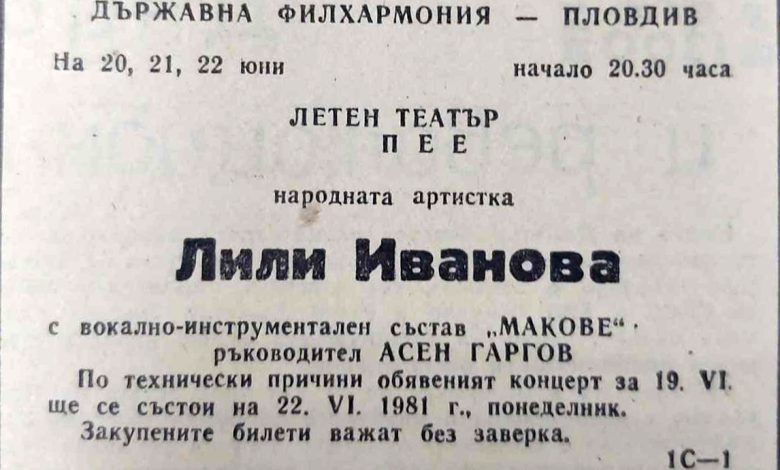 ДЪРЖАВНА ФИЛХАРМОНИЯ — ПЛОВДИВ
На 20, 21, 22 юни начало 20.30 часа
ЛЕТЕН ТЕАТЪР
ПЕЕ
народната артистка
Лили Иванова
с вокално-инструментален състав „МАКОВЕ“
ръководител АСЕН ГАРГОВ
По технически причини обявеният концерт за 19. VI.
ще се състои на 22. VI. 1981 г., понеделник.
Закупените билети важат без заверка.
1С—1